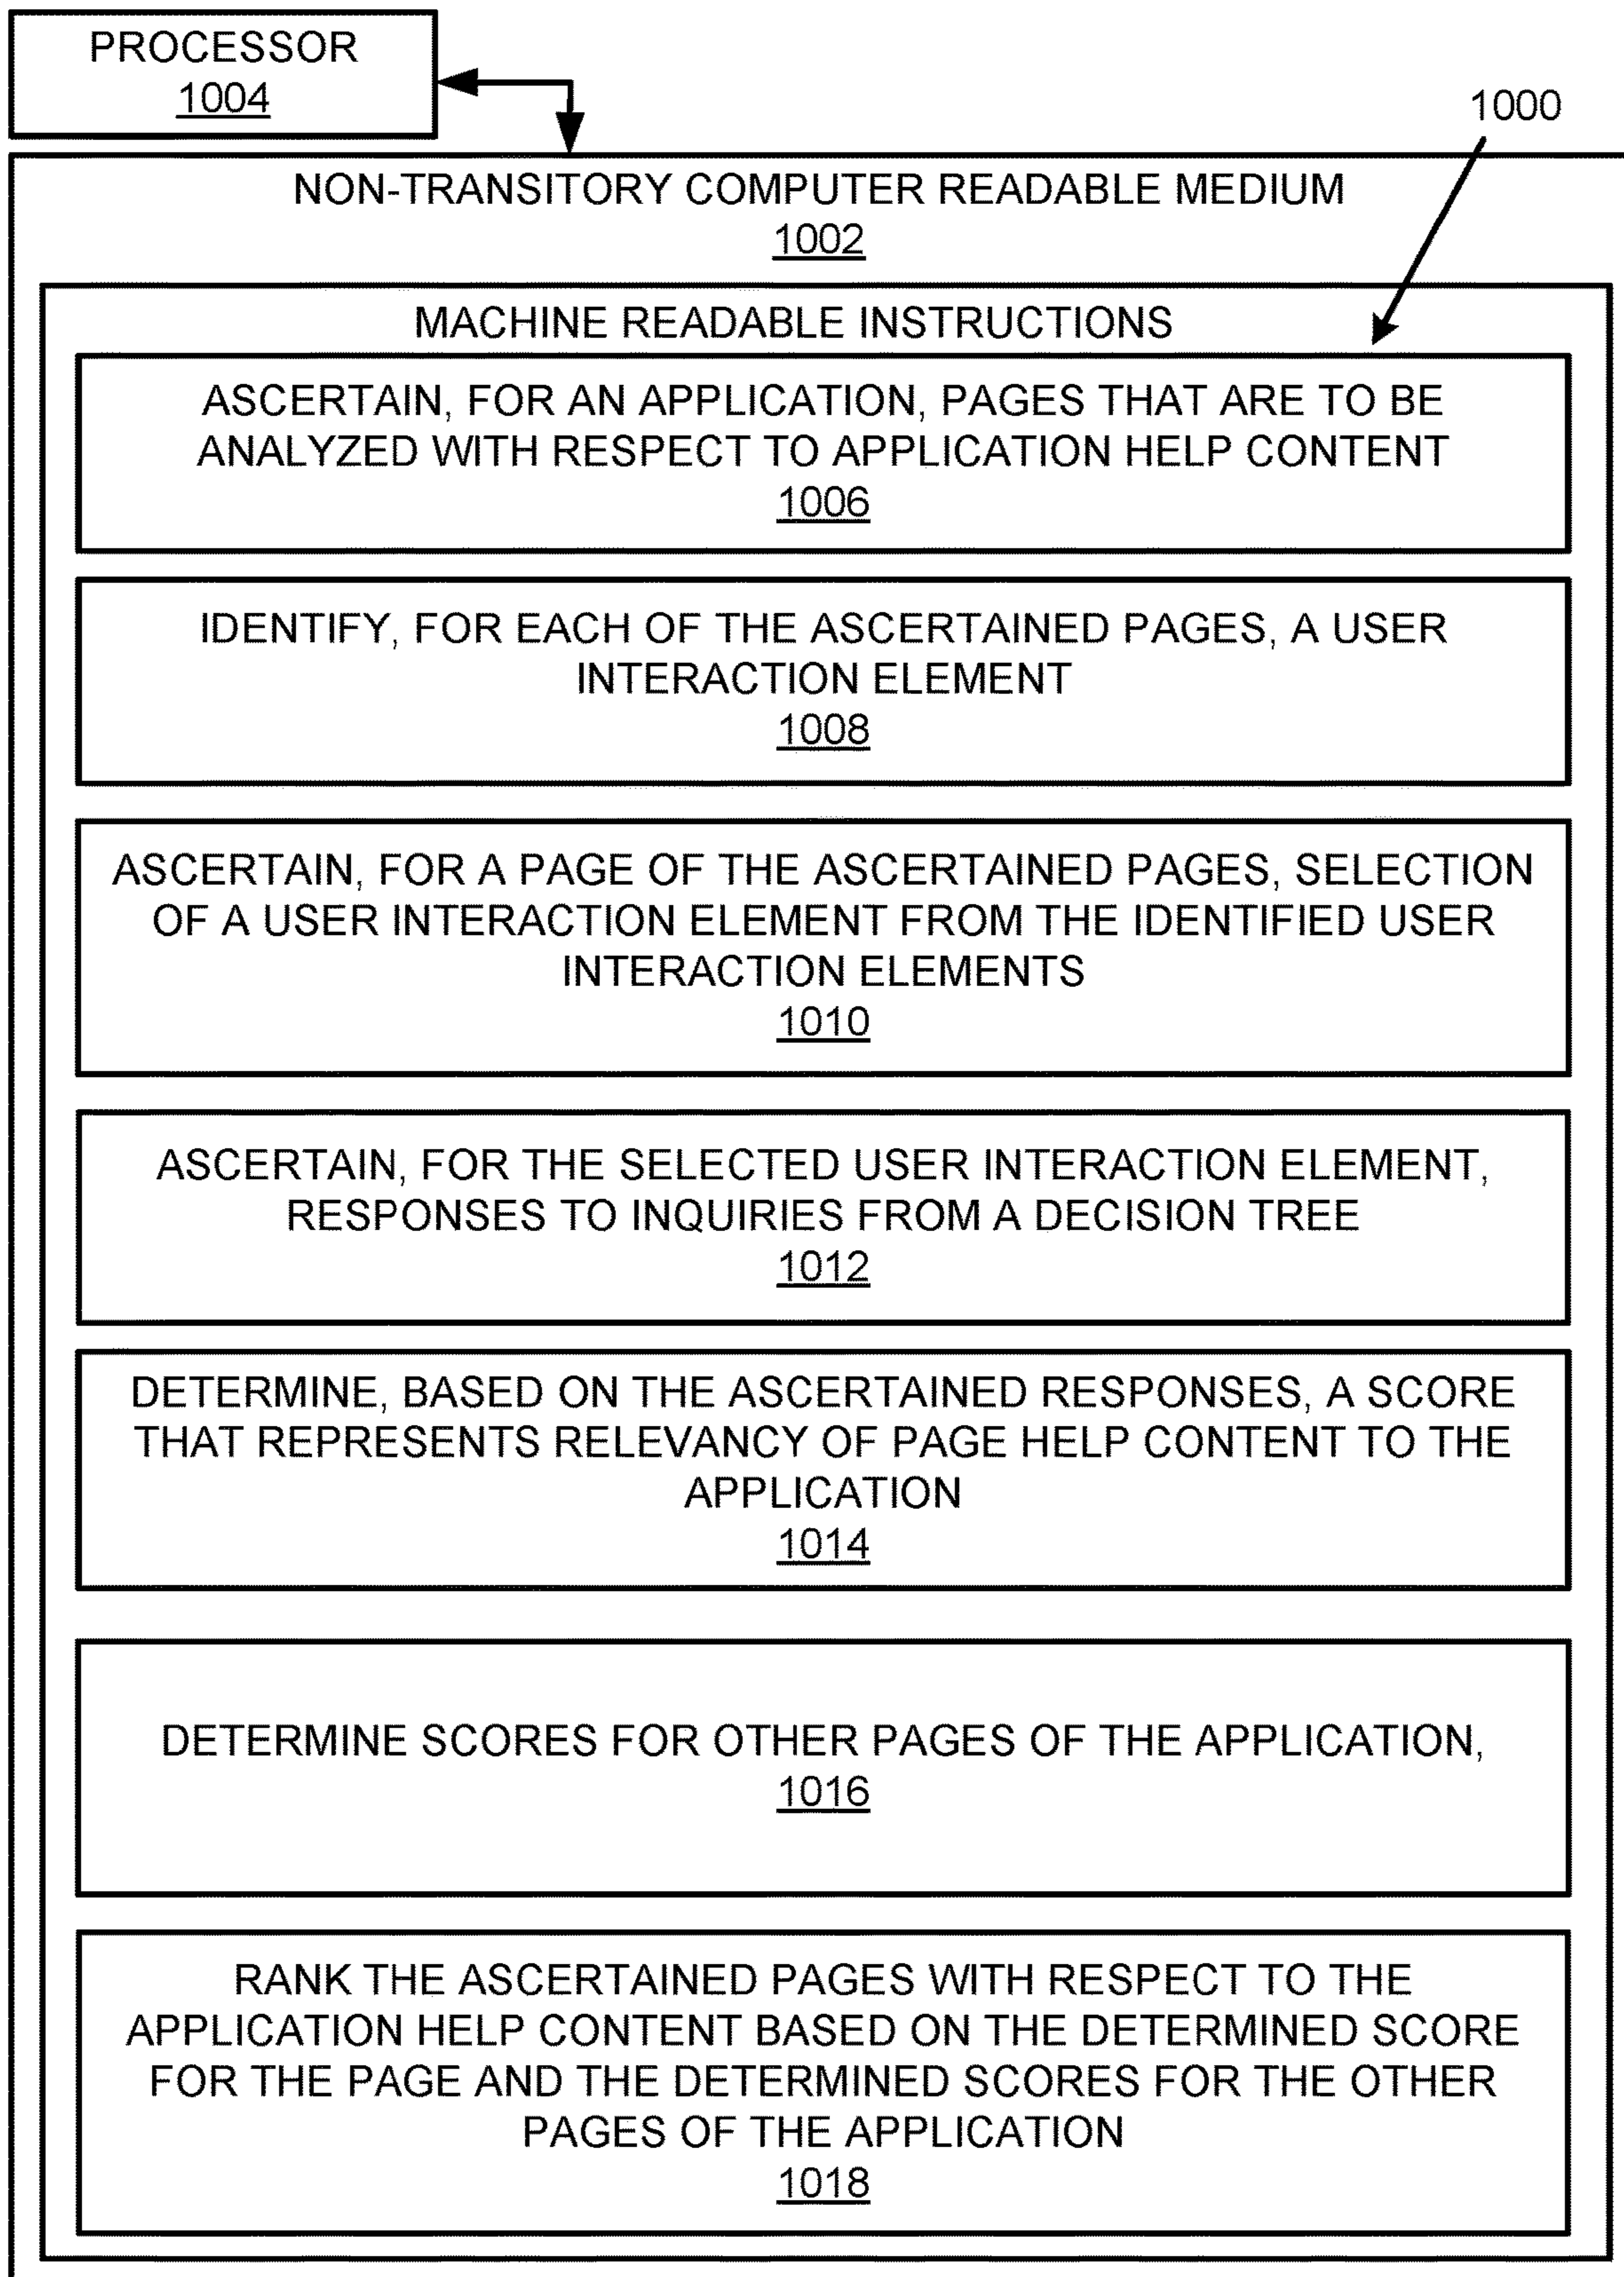 PROCESSOR
1004
1000
NON-TRANSITORY COMPUTER READABLE MEDIUM
1002
MACHINE READABLE INSTRUCTIONS
ASCERTAIN, FOR AN APPLICATION, PAGES THAT ARE TO BE
ANALYZED WITH RESPECT TO APPLICATION HELP CONTENT
1006
IDENTIFY, FOR EACH OF THE ASCERTAINED PAGES, A USER
INTERACTION ELEMENT
1008
ASCERTAIN, FOR A PAGE OF THE ASCERTAINED PAGES, SELECTION
OF A USER INTERACTION ELEMENT FROM THE IDENTIFIED USER
INTERACTION ELEMENTS
1010
ASCERTAIN, FOR THE SELECTED USER INTERACTION ELEMENT,
RESPONSES TO INQUIRIES FROM A DECISION TREE
1012
DETERMINE, BASED ON THE ASCERTAINED RESPONSES, A SCORE
THAT REPRESENTS RELEVANCY OF PAGE HELP CONTENT TO THE
APPLICATION
1014
DETERMINE SCORES FOR OTHER PAGES OF THE APPLICATION,
1016
RANK THE ASCERTAINED PAGES WITH RESPECT TO THE
APPLICATION HELP CONTENT BASED ON THE DETERMINED SCORE
FOR THE PAGE AND THE DETERMINED SCORES FOR THE OTHER
PAGES OF THE APPLICATION
1018